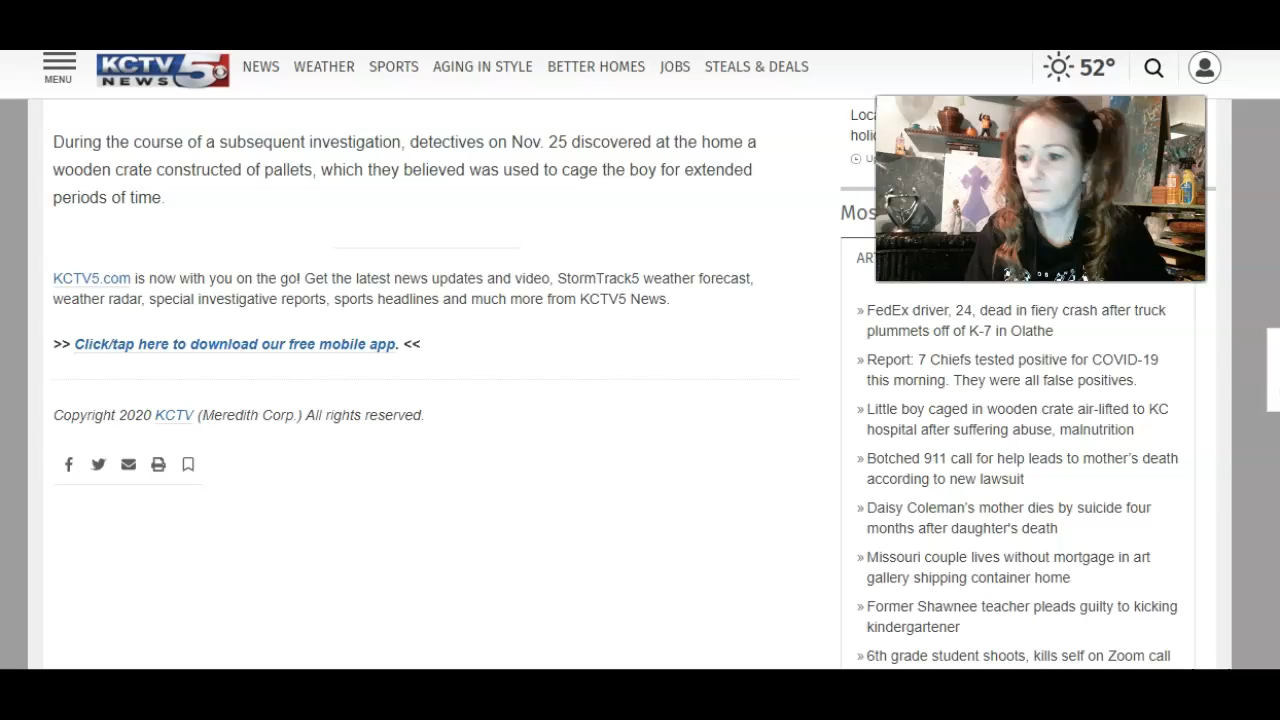 MENU
KCTV5
NEWS
NEWS WEATHER SPORTS AGING IN STYLE BETTER HOMES JOBS STEALS & DEALS
52°
During the course of a subsequent investigation, detectives on Nov. 25 discovered at the home a
wooden crate constructed of pallets, which they believed was used to cage the boy for extended
periods of time.
KCTV5.com is now with you on the go! Get the latest news updates and video, StormTrack5 weather forecast,
weather radar, special investigative reports, sports headlines and much more from KCTV5 News.
>> Click/tap here to download our free mobile app. <<
Copyright 2020 KCTV (Meredith Corp.) All rights reserved.
» FedEx driver, 24, dead in fiery crash after truck
plummets off of K-7 in Olathe
» Report: 7 Chiefs tested positive for COVID-19
this morning. They were all false positives.
» Little boy caged in wooden crate air-lifted to KC
hospital after suffering abuse, malnutrition
» Botched 911 call for help leads to mother's death
according to new lawsuit
» Daisy Coleman's mother dies by suicide four
months after daughter's death
» Missouri couple lives without mortgage in art
gallery shipping container home
» Former Shawnee teacher pleads guilty to kicking
kindergartener
» 6th grade student shoots, kills self on Zoom call